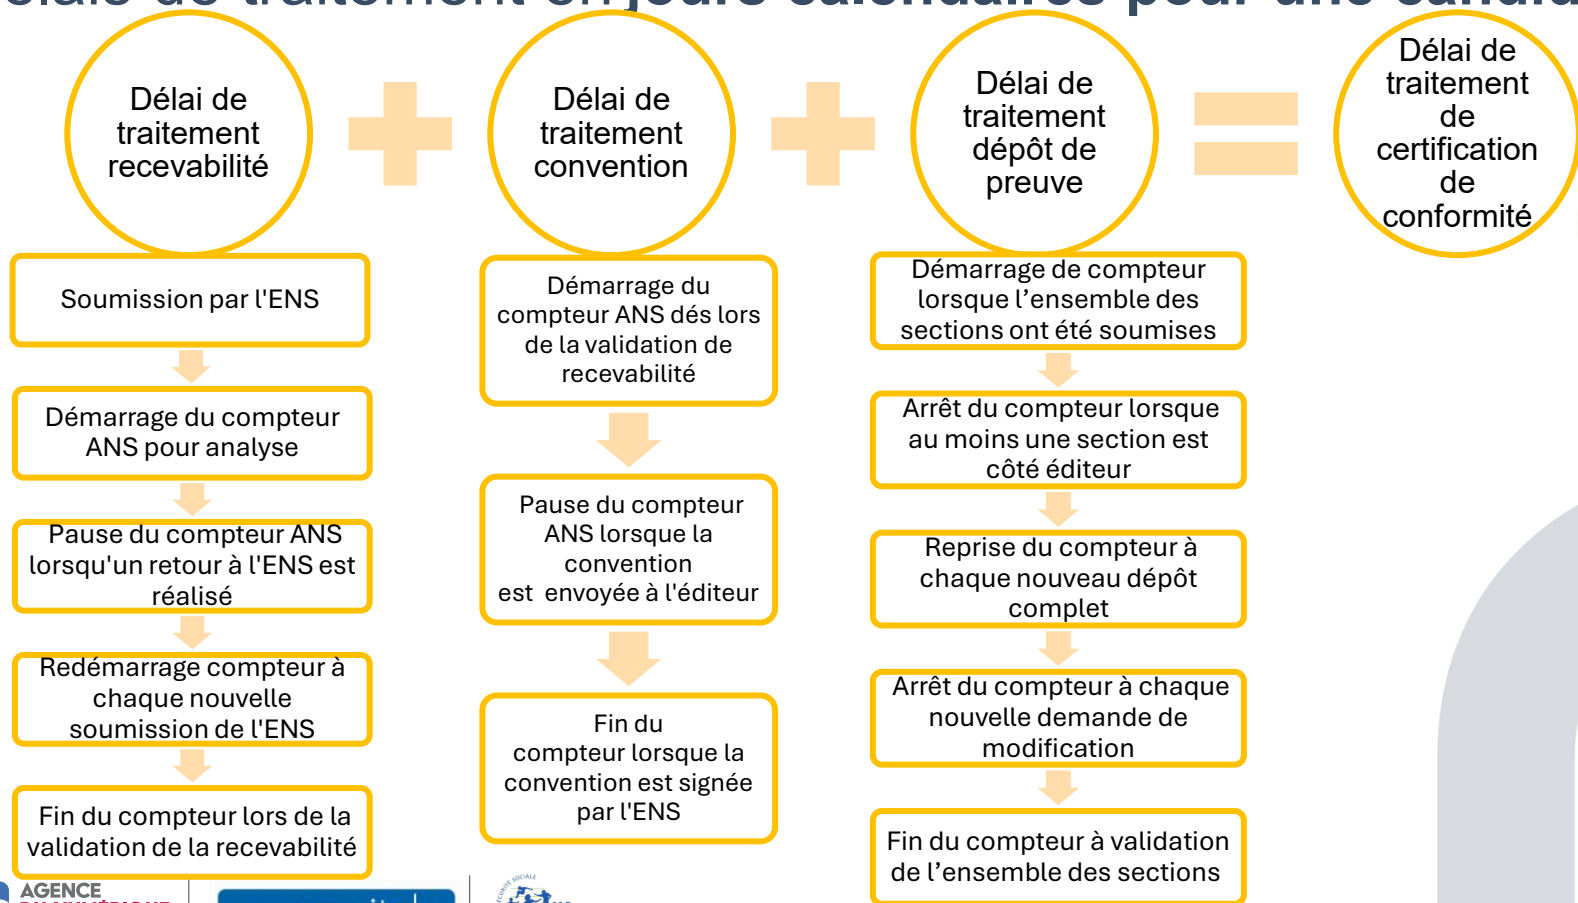 jours calendaires pour une
Délai de
traitement
recevabilité
Délai de
traitement
convention
Délai de
traitement
dépôt de
preuve
Délai de
traitement
de
certification
de
conformité
Soumission par l'ENS
Démarrage du compteur
ANS pour analyse
Pause du compteur ANS
lorsqu'un retour à l'ENS est
réalisé
Redémarrage compteur à
chaque nouvelle
soumission de l'ENS
Fin du compteur lors de la
validation de la recevabilité
Démarrage du
compteur ANS dés lors
de la validation de
recevabilité
Pause du compteur
ANS lorsque la
convention
est envoyée à l'éditeur
Fin du
compteur lorsque la
convention est signée
par l'ENS
Démarrage de compteur
lorsque l’ensemble des
sections ont été soumises
Arrêt du compteur lorsque
au moins une section est
côté éditeur
Reprise du compteur à
chaque nouveau dépôt
complet
Arrêt du compteur à chaque
nouvelle demande de
modification
Fin du compteur à validation
de l’ensemble des sections
AGENCE
SOCIALE